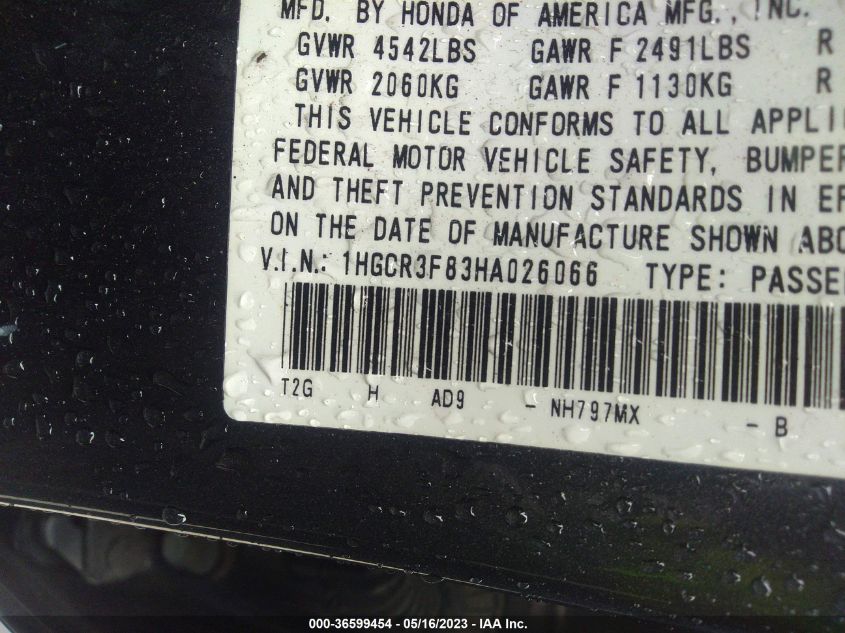 MFD. BY HONDA OF AMERICA MFG., INC.
GVWR 4542LBS GAWR F 2491LBS R
GVWR 2060KG GAWR F 1130KG R
THIS VEHICLE CONFORMS TO ALL APPLI
FEDERAL MOTOR VEHICLE SAFETY, BUMPER
AND THEFT PREVENTION STANDARDS IN EF
ON THE DATE OF MANUFACTURE SHOWN ABO
V.I.N.: 1HGCR3F83HA026066 TYPE: PASSE
T2G H AD9 - NH797MX - B
000-36599454 - 05/16/2023 - IAA Inc.